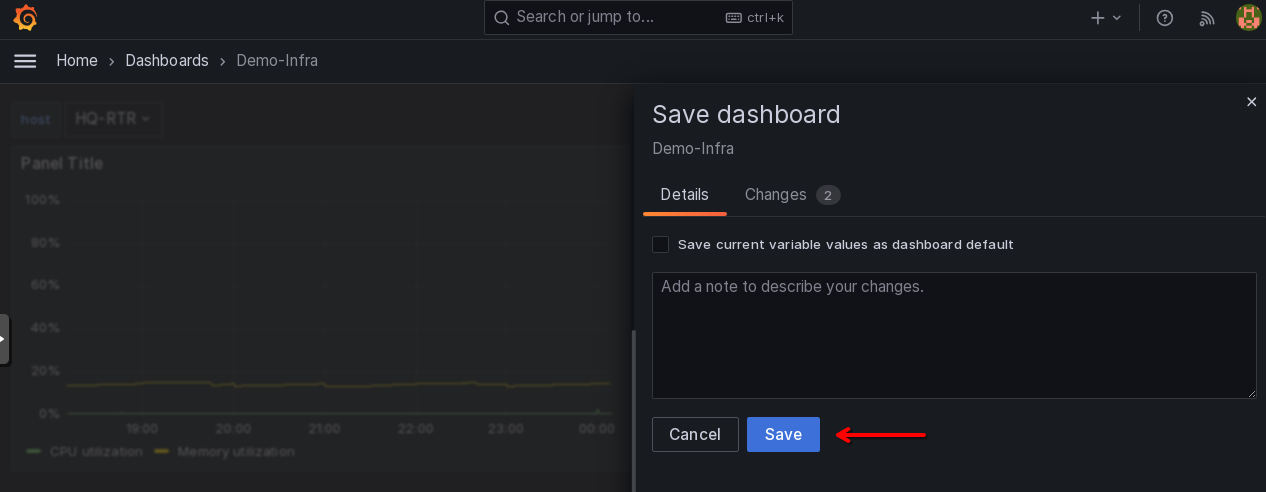 Search or jump to... ctrl+k
Home > Dashboards > Demo-Infra
host HQ-RTR
Panel Title
100%
80%
60%
40%
20%
0%
19:00 20:00 21:00 22:00 23:00 00:00
CPU utilization Memory utilization
Save dashboard
Demo-Infra
Details Changes 2
Save current variable values as dashboard default
Add a note to describe your changes.
Cancel Save